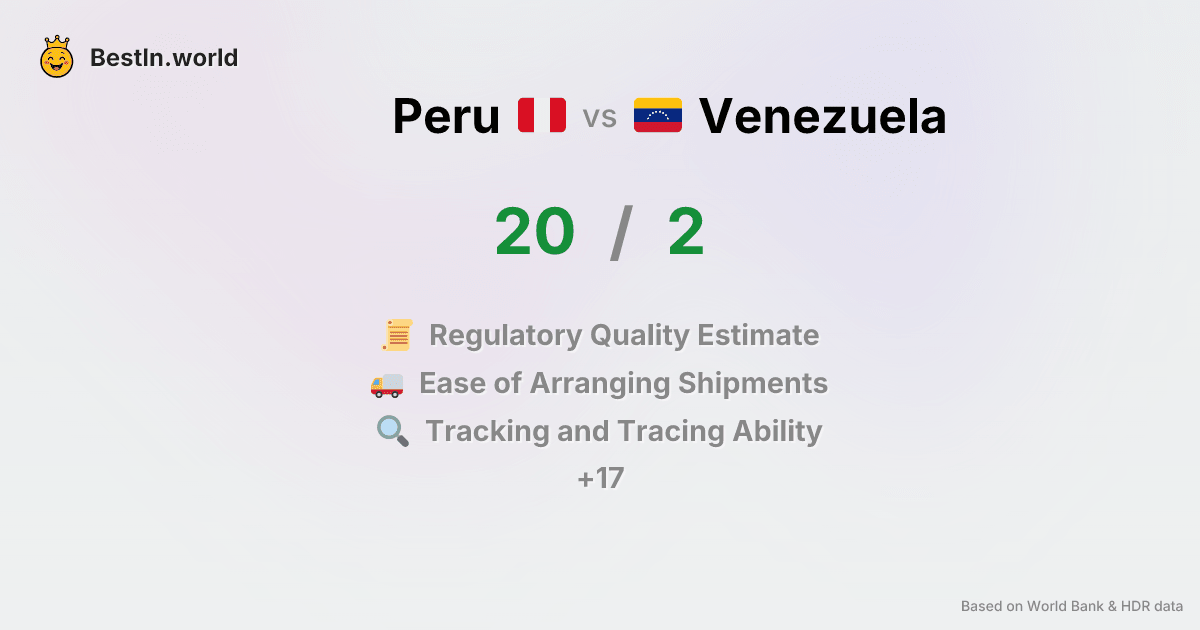 BestIn.world
Peru vs Venezuela
20 / 2
Regulatory Quality Estimate
Ease of Arranging Shipments
Tracking and Tracing Ability
+17
Based on World Bank & HDR data